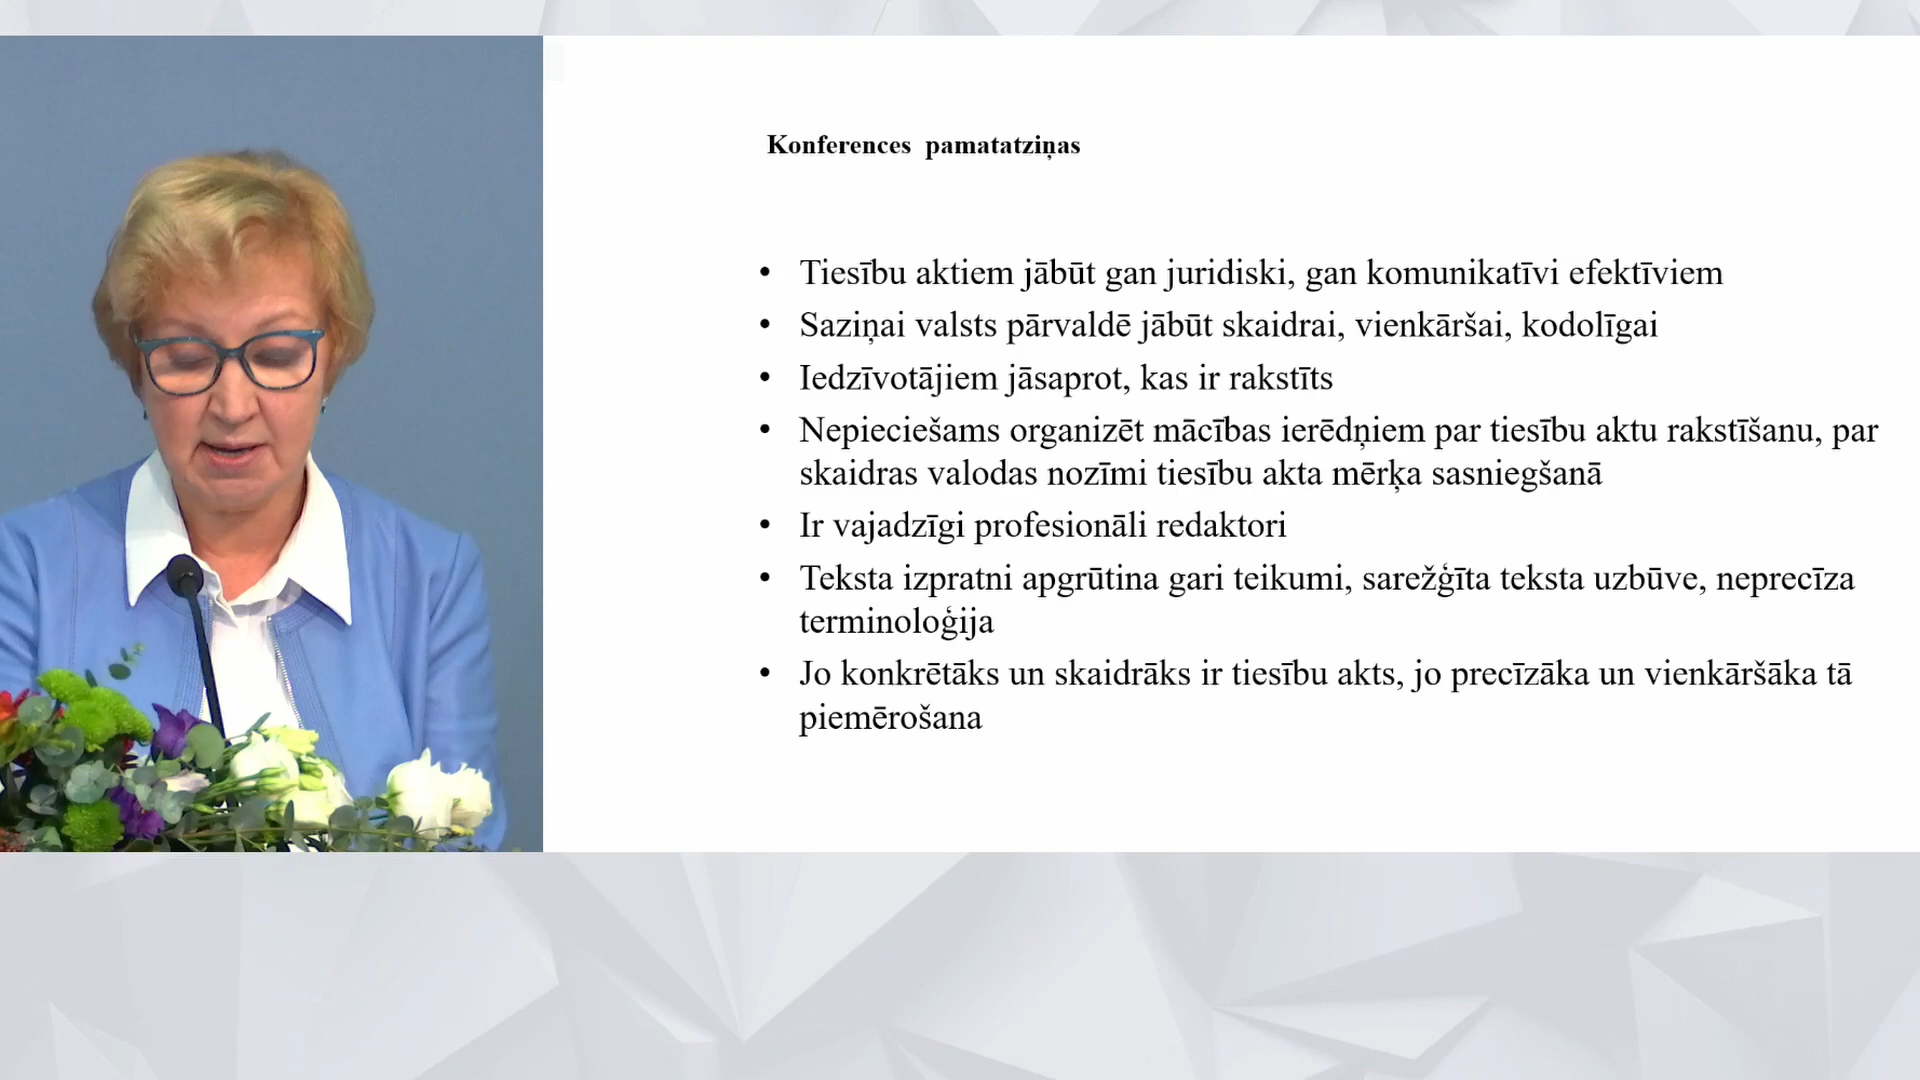 Konferences pamatatziņas
• Tiesību aktiem jābūt gan juridiski, gan komunikatīvi efektīviem
• Saziņai valsts pārvaldē jābūt skaidrai, vienkāršai, kodolīgai
• Iedzīvotājiem jāsaprot, kas ir rakstīts
• Nepieciešams organizēt mācības ierēdņiem par tiesību aktu rakstīšanu, par
skaidras valodas nozīmi tiesību akta mērķa sasniegšanā
• Ir vajadzīgi profesionāli redaktori
• Teksta izpratni apgrūtina gari teikumi, sarežģīta teksta uzbūve, neprecīza
terminoloģija
• Jo konkrētāks un skaidrāks ir tiesību akts, jo precīzāka un vienkāršāka tā
piemērošana